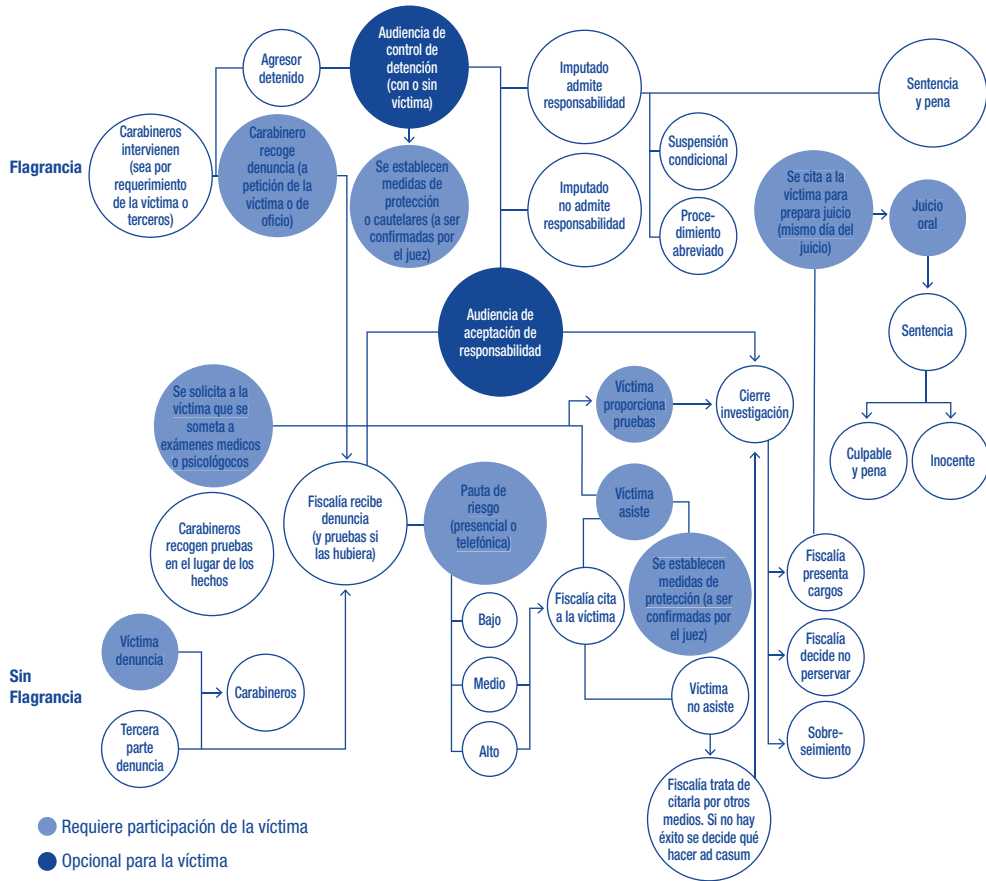 Audiencia de
control de
detención
(con o sin
víctima)
Agresor
detenido
Imputado
admite
responsabilidad
Sentencia
y pena
Flagrancia
Carabineros
intervienen
(sea por
requerimiento
de la víctima o
terceros)
Carabinero
recoge
denuncia (a
petición de la
víctima o de
oficio)
Se establecen
medidas de
protección
o cautelares (a ser
confirmadas por
el juez)
Imputado
no admite
responsabilidad
Suspensión
condicional
Proce-
dimiento
abreviado
Se cita a la
víctima para
prepara juicio
(mismo día del
juicio)
Juicio
oral
Audiencia de
aceptación de
responsabilidad
Sentencia
Culpable
y pena
Inocente
Se solicita a la
víctima que se
someta a
exámenes medicos
o psicológocos
Víctima
proporciona
pruebas
Cierre
investigación
Carabineros
recogen pruebas
en el lugar de los
hechos
Fiscalía recibe
denuncia
(y pruebas si
las hubiera)
Pauta de
riesgo
(presencial o
telefónica)
Víctima
asiste
Se establecen
medidas de
protección (a ser
confirmadas por
el juez)
Fiscalía cita
a la víctima
Bajo
Medio
Alto
Fiscalía
presenta
cargos
Fiscalía
decide no
perservar
Sobre-
seimiento
Sin
Flagrancia
Víctima
denuncia
Carabineros
Tercera
parte
denuncia
Víctima
no asiste
Fiscalía trata de
citarla por otros
medios. Si no hay
éxito se decide qué
hacer ad casum
Requiere participación de la víctima
Opcional para la víctima